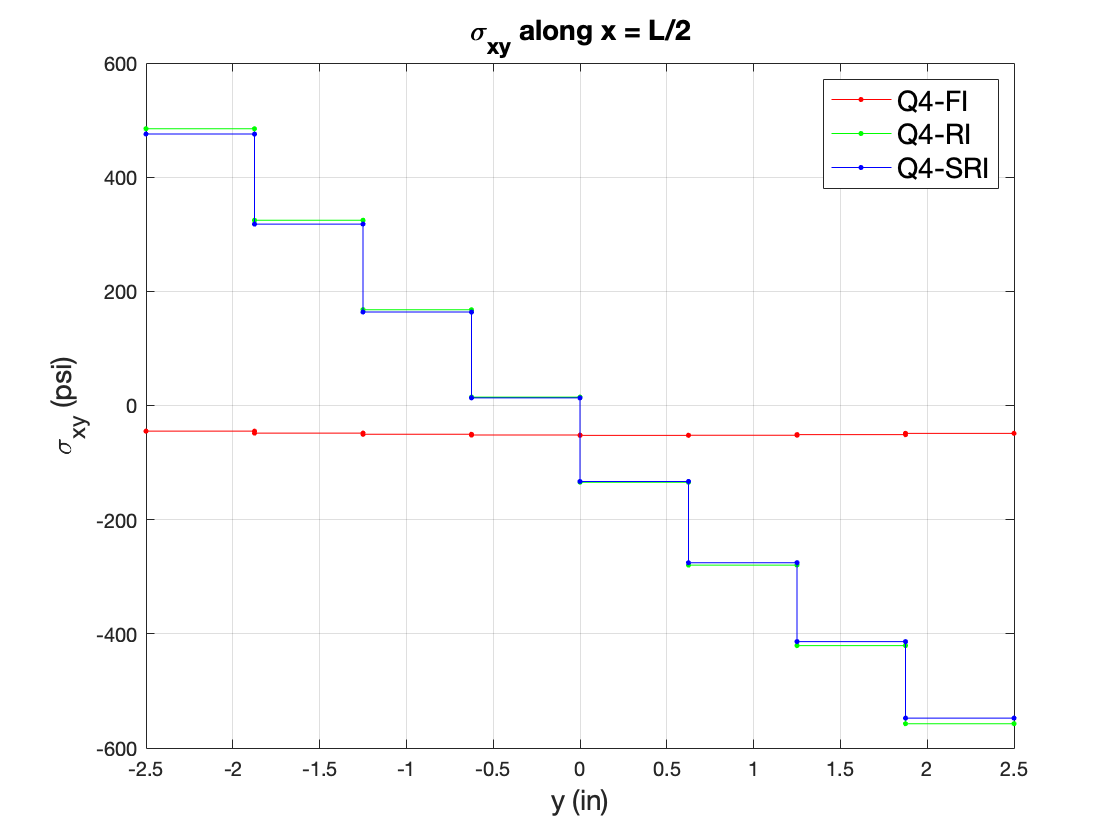 σxy along x = L/2
Q4-FI
Q4-RI
Q4-SRI
600
400
200
0
-200
-400
-600
σxy (psi)
-2.5 -2 -1.5 -1 -0.5 0 0.5 1 1.5 2 2.5
y (in)